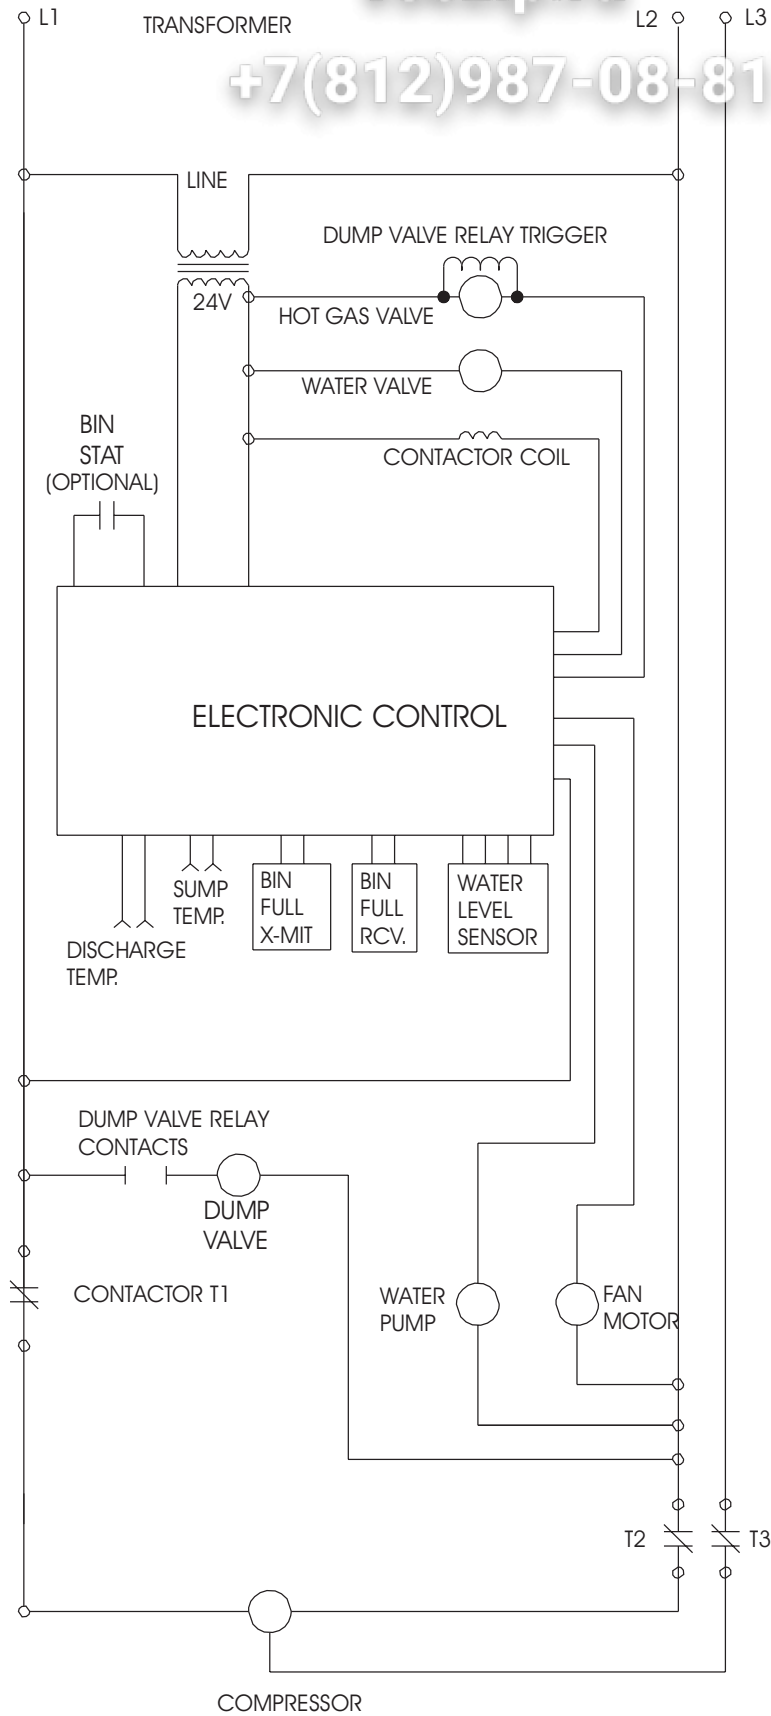 L1
TRANSFORMER
L2
L3
+7(812)987-08-81
LINE
DUMP VALVE RELAY TRIGGER
24V
HOT GAS VALVE
WATER VALVE
BIN
STAT
(OPTIONAL)
CONTACTOR COIL
ELECTRONIC CONTROL
DISCHARGE
TEMP.
SUMP
TEMP.
BIN
FULL
X-MIT
BIN
FULL
RCV.
WATER
LEVEL
SENSOR
DUMP VALVE RELAY
CONTACTS
DUMP
VALVE
CONTACTOR T1
WATER
PUMP
FAN
MOTOR
T2
T3
COMPRESSOR